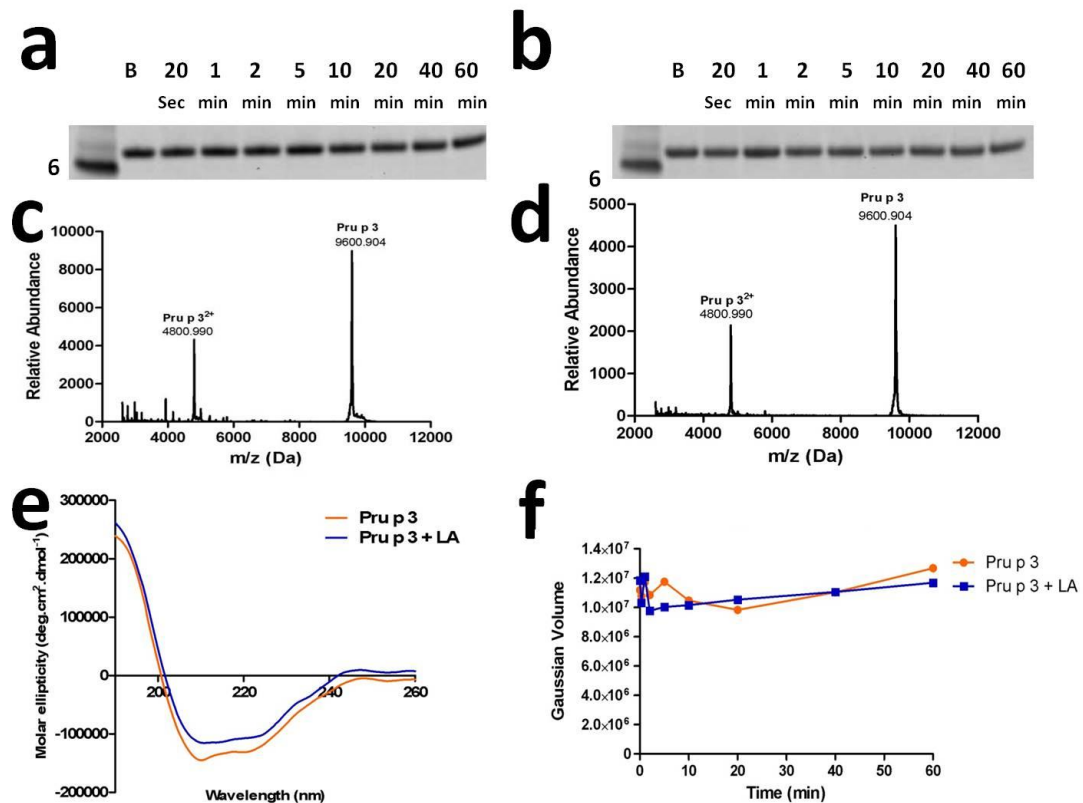 a
B 20 1 2 5 10 20 40 60
Sec min min min min min min min
6
b
B 20 1 2 5 10 20 40 60
Sec min min min min min min min
6
c
Relative Abundance
10000
8000
6000
4000
2000
0
Pru p 3
9600.904
Pru p 3²⁺
4800.990
2000 4000 6000 8000 10000 12000
m/z (Da)
d
Relative Abundance
5000
4000
3000
2000
1000
0
Pru p 3
9600.904
Pru p 3²⁺
4800.990
2000 4000 6000 8000 10000 12000
m/z (Da)
e
Molar ellipticity (deg.cm².dmol⁻¹)
300000
200000
100000
0
-100000
-200000
200 220 240 260
Wavelength (nm)
Pru p 3
Pru p 3 + LA
f
Gaussian Volume
1.4×10⁷
1.2×10⁷
1.0×10⁷
8.0×10⁶
6.0×10⁶
4.0×10⁶
2.0×10⁶
0
0 10 20 30 40 50 60
Time (min)
Pru p 3
Pru p 3 + LA